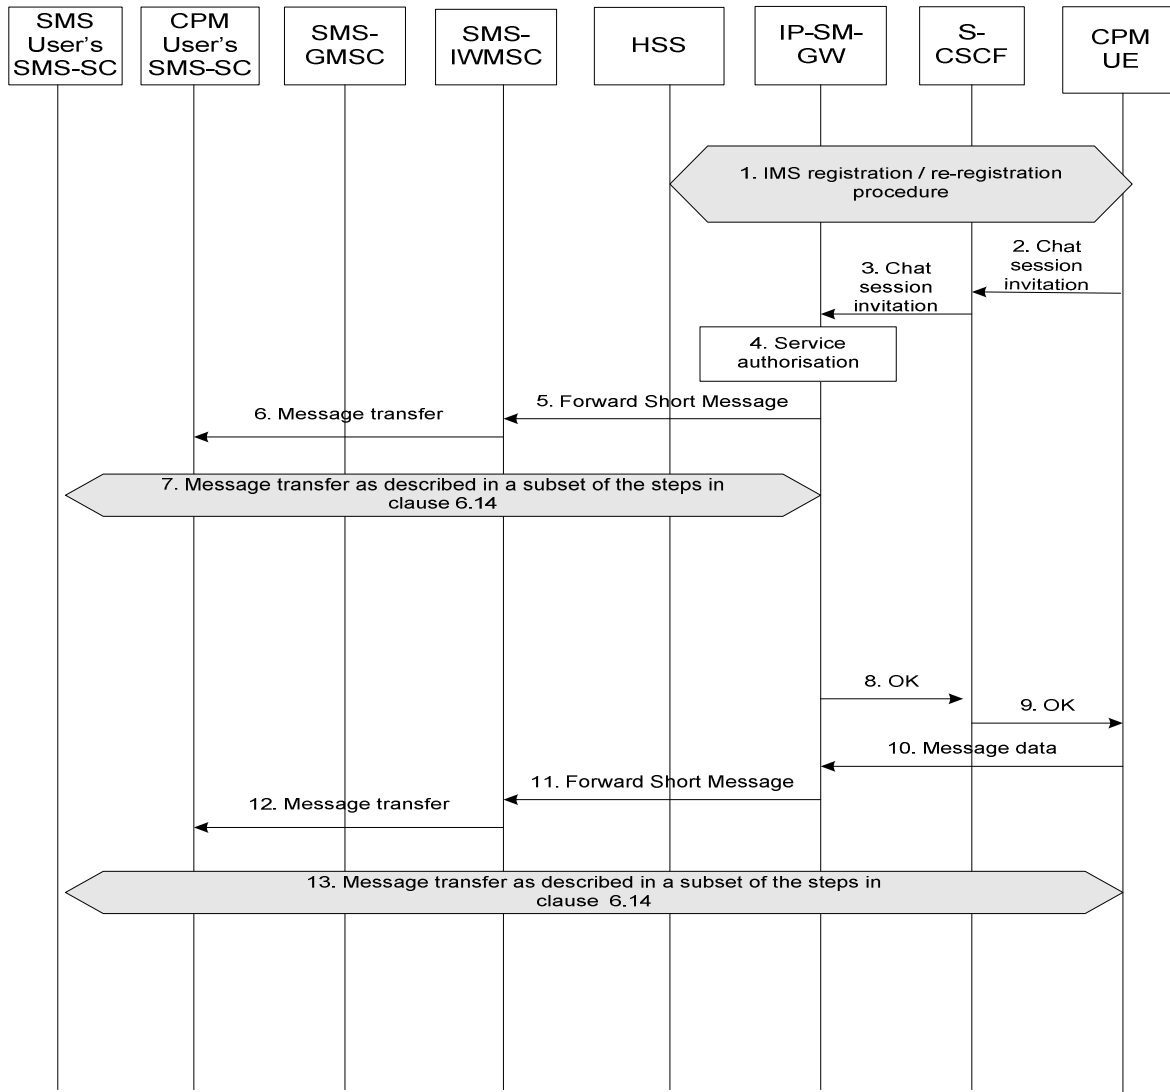 SMS
User's
SMS-SC
CPM
User's
SMS-SC
SMS-
GMSC
SMS-
IWMSC
HSS
IP-SM-
GW
S-
CSCF
CPM
UE
1. IMS registration / re-registration
procedure
2. Chat
session
invitation
3. Chat
session
invitation
4. Service
authorisation
5. Forward Short Message
6. Message transfer
7. Message transfer as described in a subset of the steps in
clause 6.14
8. OK
9. OK
10. Message data
11. Forward Short Message
12. Message transfer
13. Message transfer as described in a subset of the steps in
clause 6.14